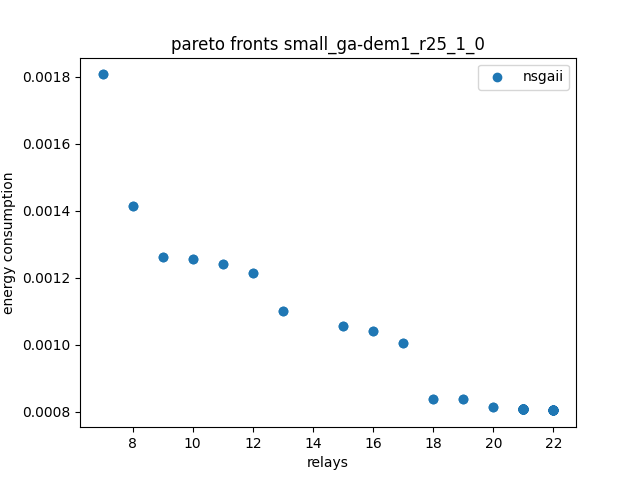 pareto fronts small_ga-dem1_r25_1_0
nsgaii
0.0018
0.0016
0.0014
0.0012
0.0010
0.0008
energy consumption
8 10 12 14 16 18 20 22
relays